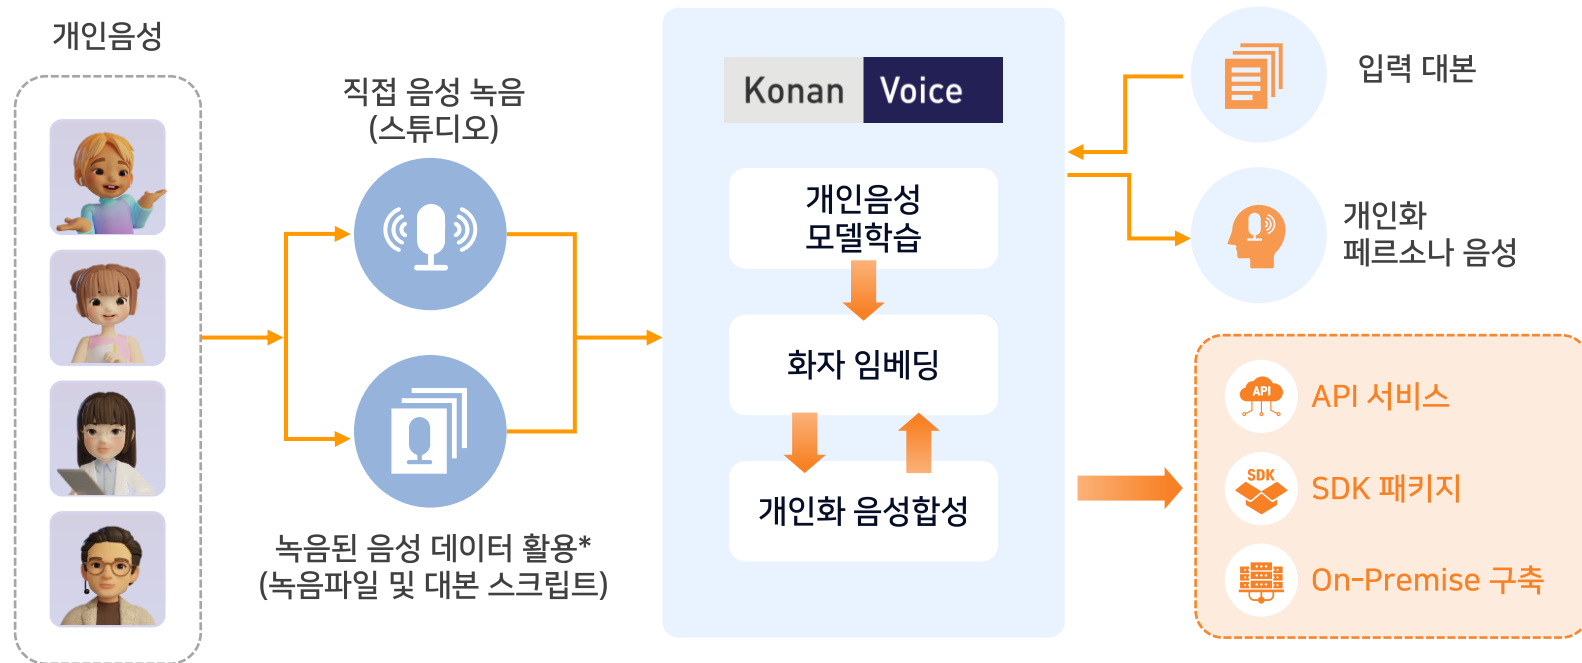 개인음성
직접 음성 녹음
(스튜디오)
녹음된 음성 데이터 활용*
(녹음파일 및 대본 스크립트)
Konan Voice
개인음성
모델학습
화자 임베딩
개인화 음성합성
입력 대본
개인화
페르소나 음성
API
API 서비스
SDK
SDK 패키지
On-Premise 구축